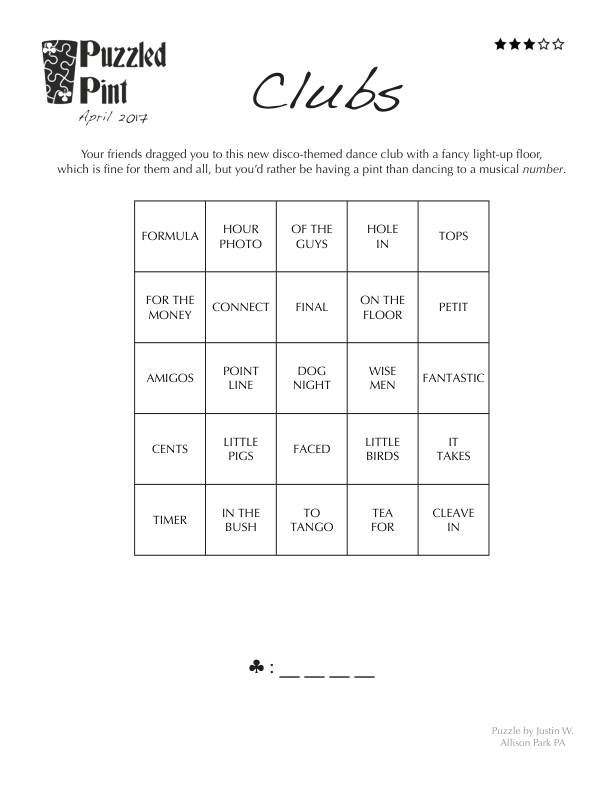 Puzzled
Pint
April 2017
Clubs
Your friends dragged you to this new disco-themed dance club with a fancy light-up floor,
which is fine for them and all, but you'd rather be having a pint than dancing to a musical number.
FORMULA
HOUR
PHOTO
OF THE
GUYS
HOLE
IN
TOPS
FOR THE
MONEY
CONNECT
FINAL
ON THE
FLOOR
PETIT
AMIGOS
POINT
LINE
DOG
NIGHT
WISE
MEN
FANTASTIC
CENTS
LITTLE
PIGS
FACED
LITTLE
BIRDS
IT
TAKES
TIMER
IN THE
BUSH
TO
TANGO
TEA
FOR
CLEAVE
IN
♣ : __ __ __ __
Puzzle by Justin W.
Allison Park PA